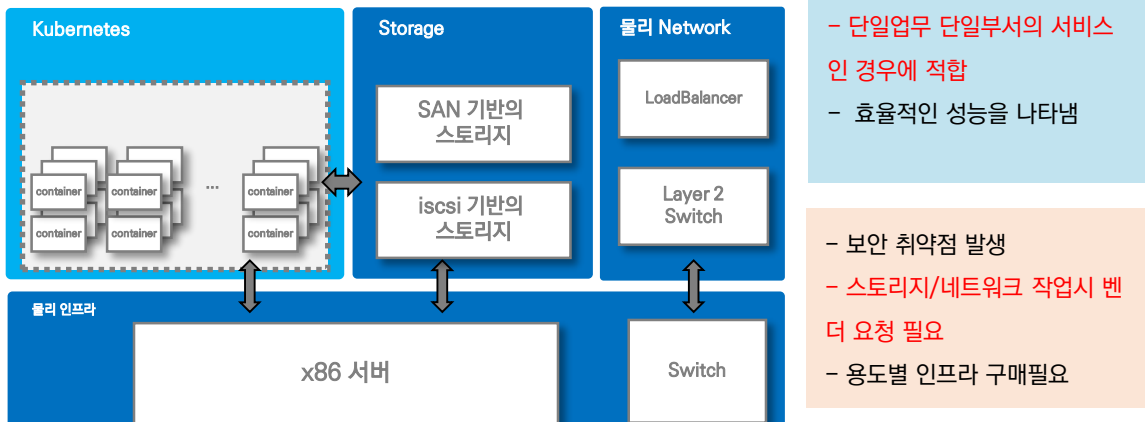 Kubernetes
container
container
...
container
container
container
container
Storage
SAN 기반의
스토리지
iscsi 기반의
스토리지
물리 Network
LoadBalancer
Layer 2
Switch
물리 인프라
x86 서버
Switch
- 단일업무 단일부서의 서비스
인 경우에 적합
- 효율적인 성능을 나타냄
- 보안 취약점 발생
- 스토리지/네트워크 작업시 벤
더 요청 필요
- 용도별 인프라 구매필요